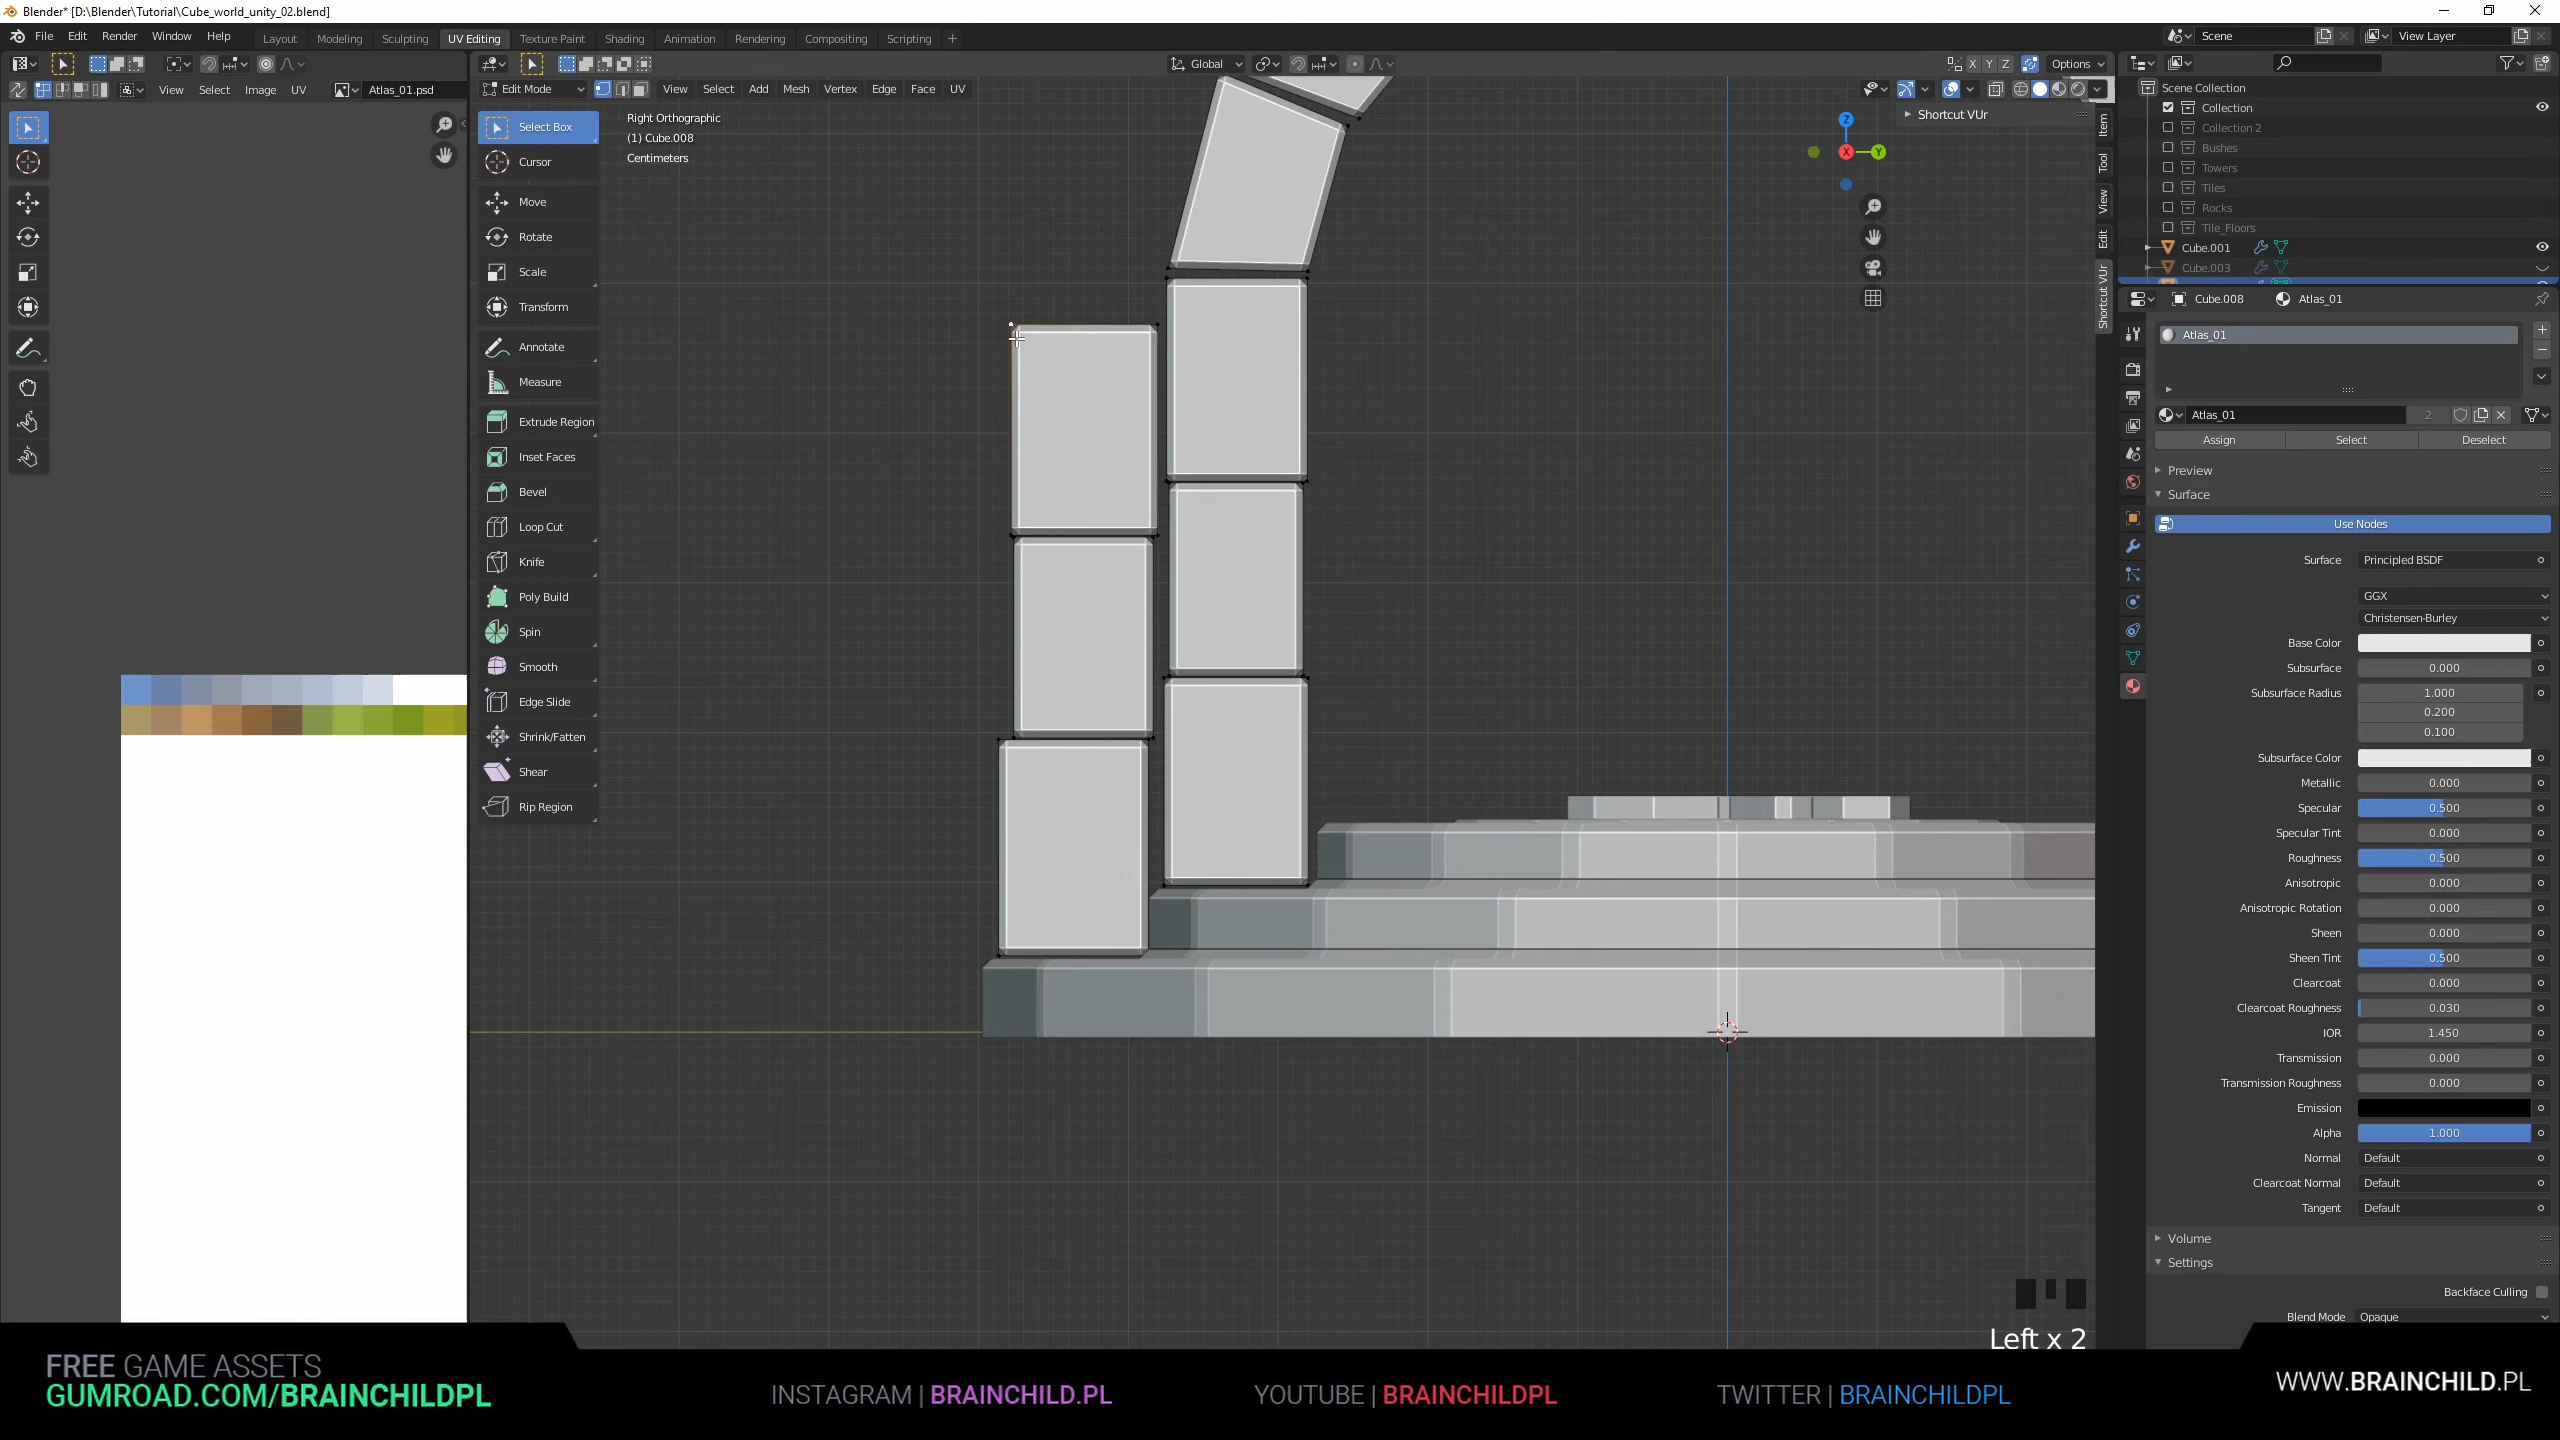 Blender* [D:\Blender\Tutorial\Cube_world_unity_02.blend]
File Edit Render Window Help
Layout Modeling Sculpting UV Editing Texture Paint Shading Animation Rendering Compositing Scripting +
Scene
View Layer
Global
X Y Z
Options
View Select Image UV
Atlas_01.psd
Edit Mode
View Select Add Mesh Vertex Edge Face UV
Select Box
Cursor
Move
Rotate
Scale
Transform
Annotate
Measure
Extrude Region
Inset Faces
Bevel
Loop Cut
Knife
Poly Build
Spin
Smooth
Edge Slide
Shrink/Fatten
Shear
Rip Region
Right Orthographic
(1) Cube.008
Centimeters
Shortcut VUr
Z
X
Y
Item
Tool
View
Edit
Shortcut VUr
Scene Collection
Collection
Collection 2
Bushes
Towers
Tiles
Rocks
Tile_Floors
Cube.001
Cube.003
Cube.008
Atlas_01
Atlas_01
Atlas_01
2
Assign Select Deselect
Preview
Surface
Use Nodes
Surface Principled BSDF
GGX
Christensen-Burley
Base Color
Subsurface 0.000
Subsurface Radius 1.000
0.200
0.100
Subsurface Color
Metallic 0.000
Specular 0.500
Specular Tint 0.000
Roughness 0.500
Anisotropic 0.000
Anisotropic Rotation 0.000
Sheen 0.000
Sheen Tint 0.500
Clearcoat 0.000
Clearcoat Roughness 0.030
IOR 1.450
Transmission 0.000
Transmission Roughness 0.000
Emission
Alpha 1.000
Normal Default
Clearcoat Normal Default
Tangent Default
Volume
Settings
Backface Culling
Blend Mode Opaque
Left x 2
FREE GAME ASSETS
GUMROAD.COM/BRAINCHILDPL
INSTAGRAM | BRAINCHILD.PL
YOUTUBE | BRAINCHILDPL
TWITTER | BRAINCHILDPL
WWW.BRAINCHILD.PL